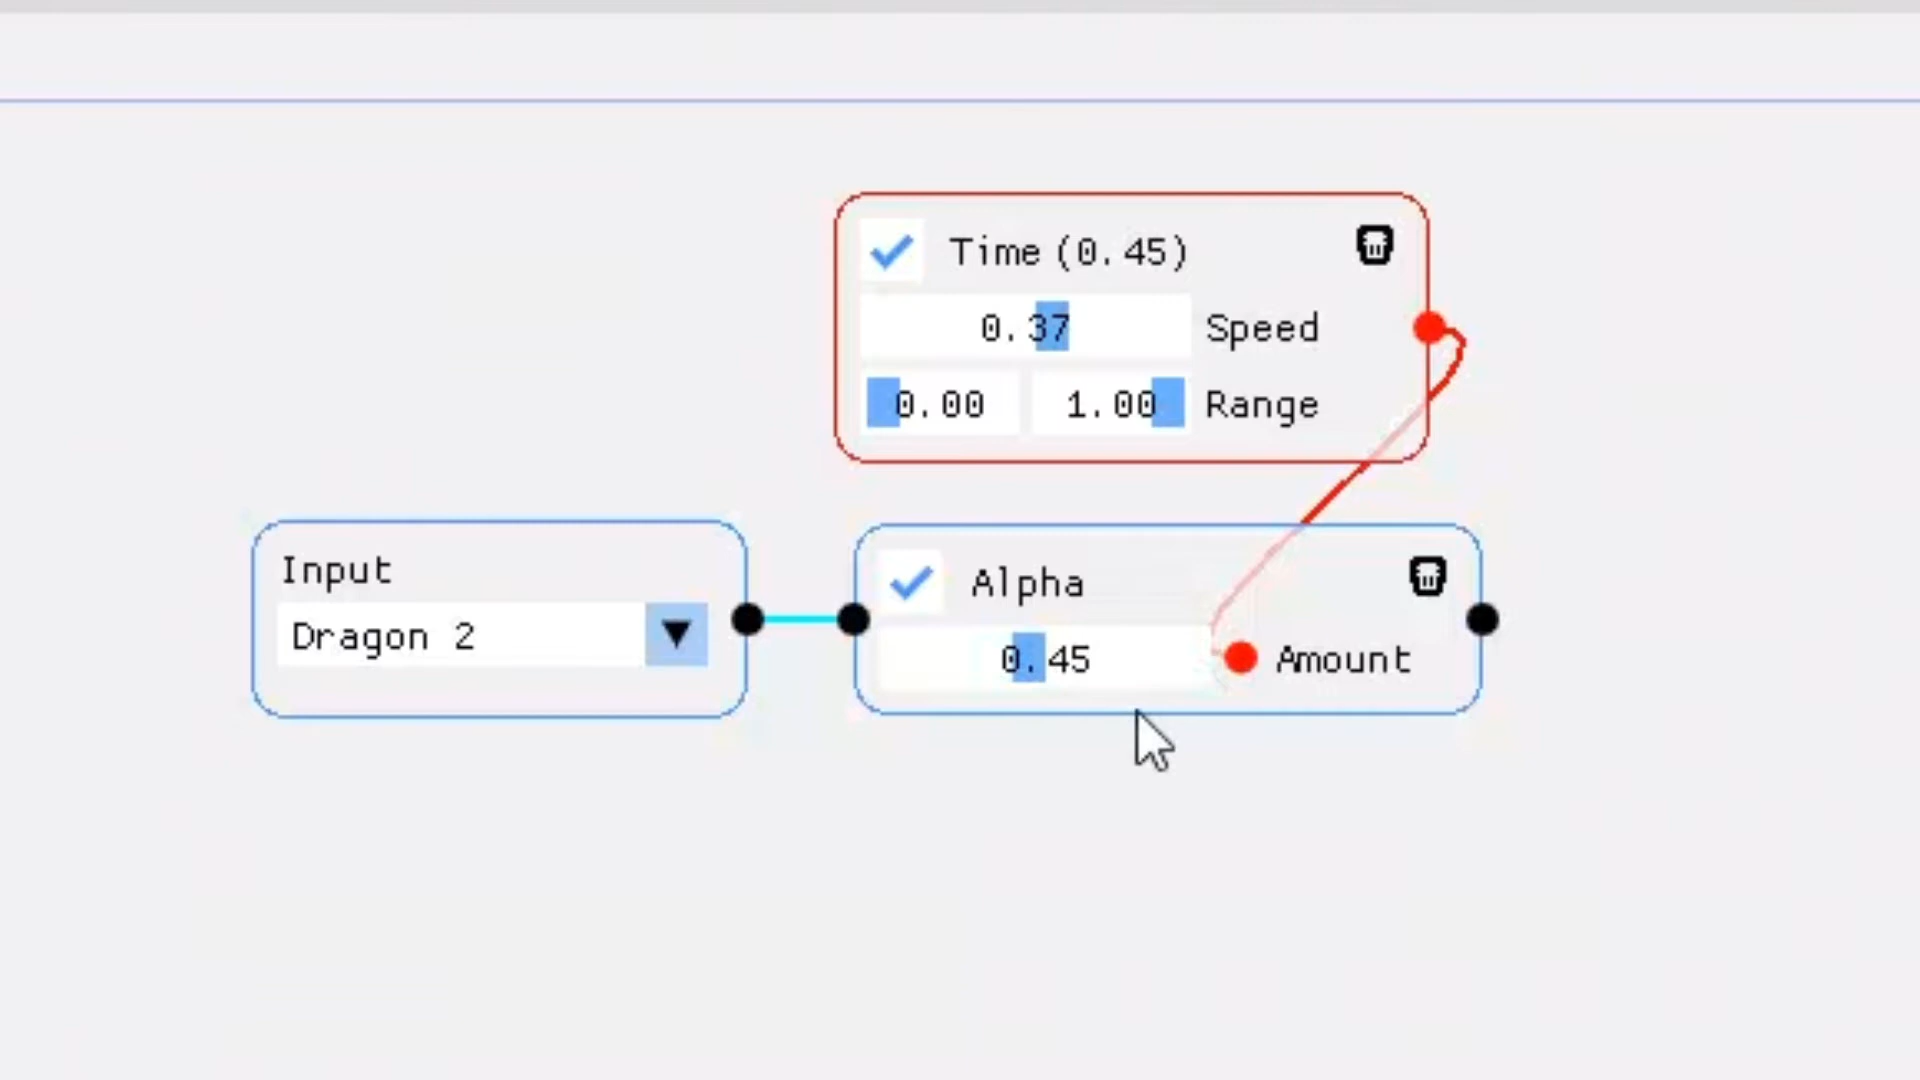 Time (0.45)
0.37 Speed
0.00 1.00 Range
Input
Dragon 2
Alpha
0.45 Amount